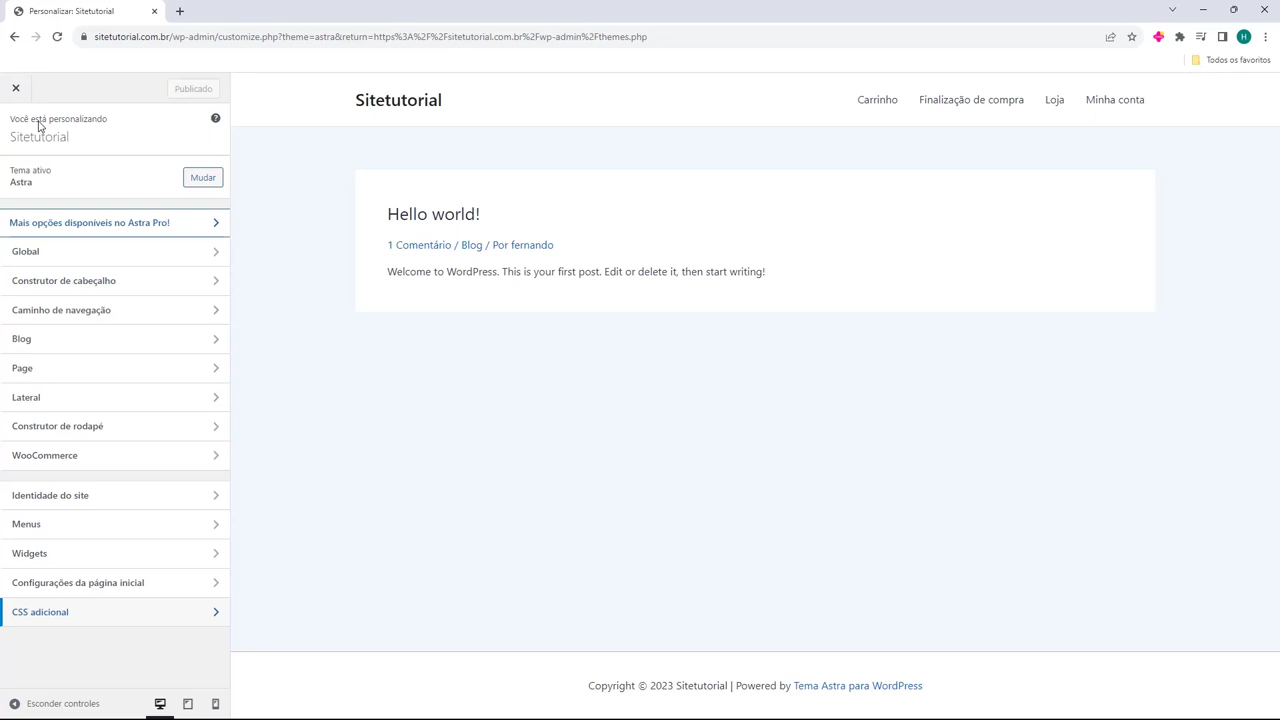 Personalizar: Sitetutorial
sitetutorial.com.br/wp-admin/customize.php?theme=astra&return=https%3A%2F%2Fsitetutorial.com.br%2Fwp-admin%2Fthemes.php
H
Todos os favoritos
Publicado
Você está personalizando
Sitetutorial
Tema ativo
Astra
Mudar
Mais opções disponíveis no Astra Pro!
Global
Construtor de cabeçalho
Caminho de navegação
Blog
Page
Lateral
Construtor de rodapé
WooCommerce
Identidade do site
Menus
Widgets
Configurações da página inicial
CSS adicional
Esconder controles
Sitetutorial
Carrinho Finalização de compra Loja Minha conta
Hello world!
1 Comentário / Blog / Por fernando
Welcome to WordPress. This is your first post. Edit or delete it, then start writing!
Copyright © 2023 Sitetutorial | Powered by Tema Astra para WordPress